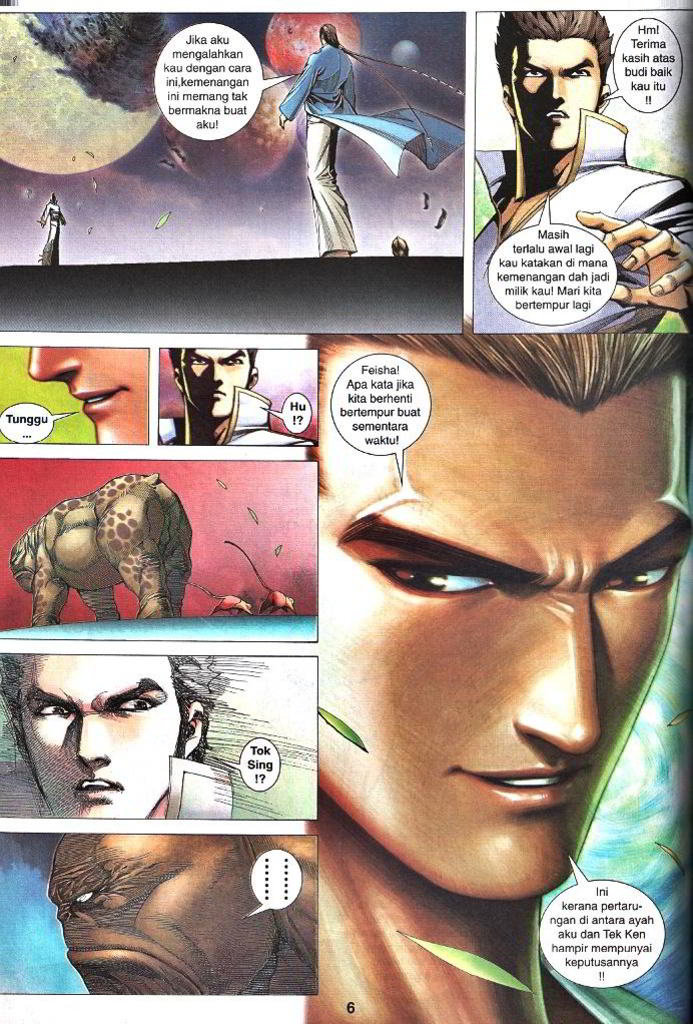 Jika aku
mengalahkan
kau dengan cara
ini,kemenangan
ini memang tak
bermakna buat
aku!
Hm!
Terima
kasih atas
budi baik
kau itu
!!
Masih
terlalu awal lagi
kau katakan di mana
kemenangan dah jadi
milik kau! Mari kita
bertempur lagi
Tunggu
...
Hu
!?
Feisha!
Apa kata jika
kita berhenti
bertempur buat
sementara
waktu!
Tok
Sing
!?
Ini
kerana pertaru-
ngan di antara ayah
aku dan Tek Ken
hampir mempunyai
keputusannya
!!
6